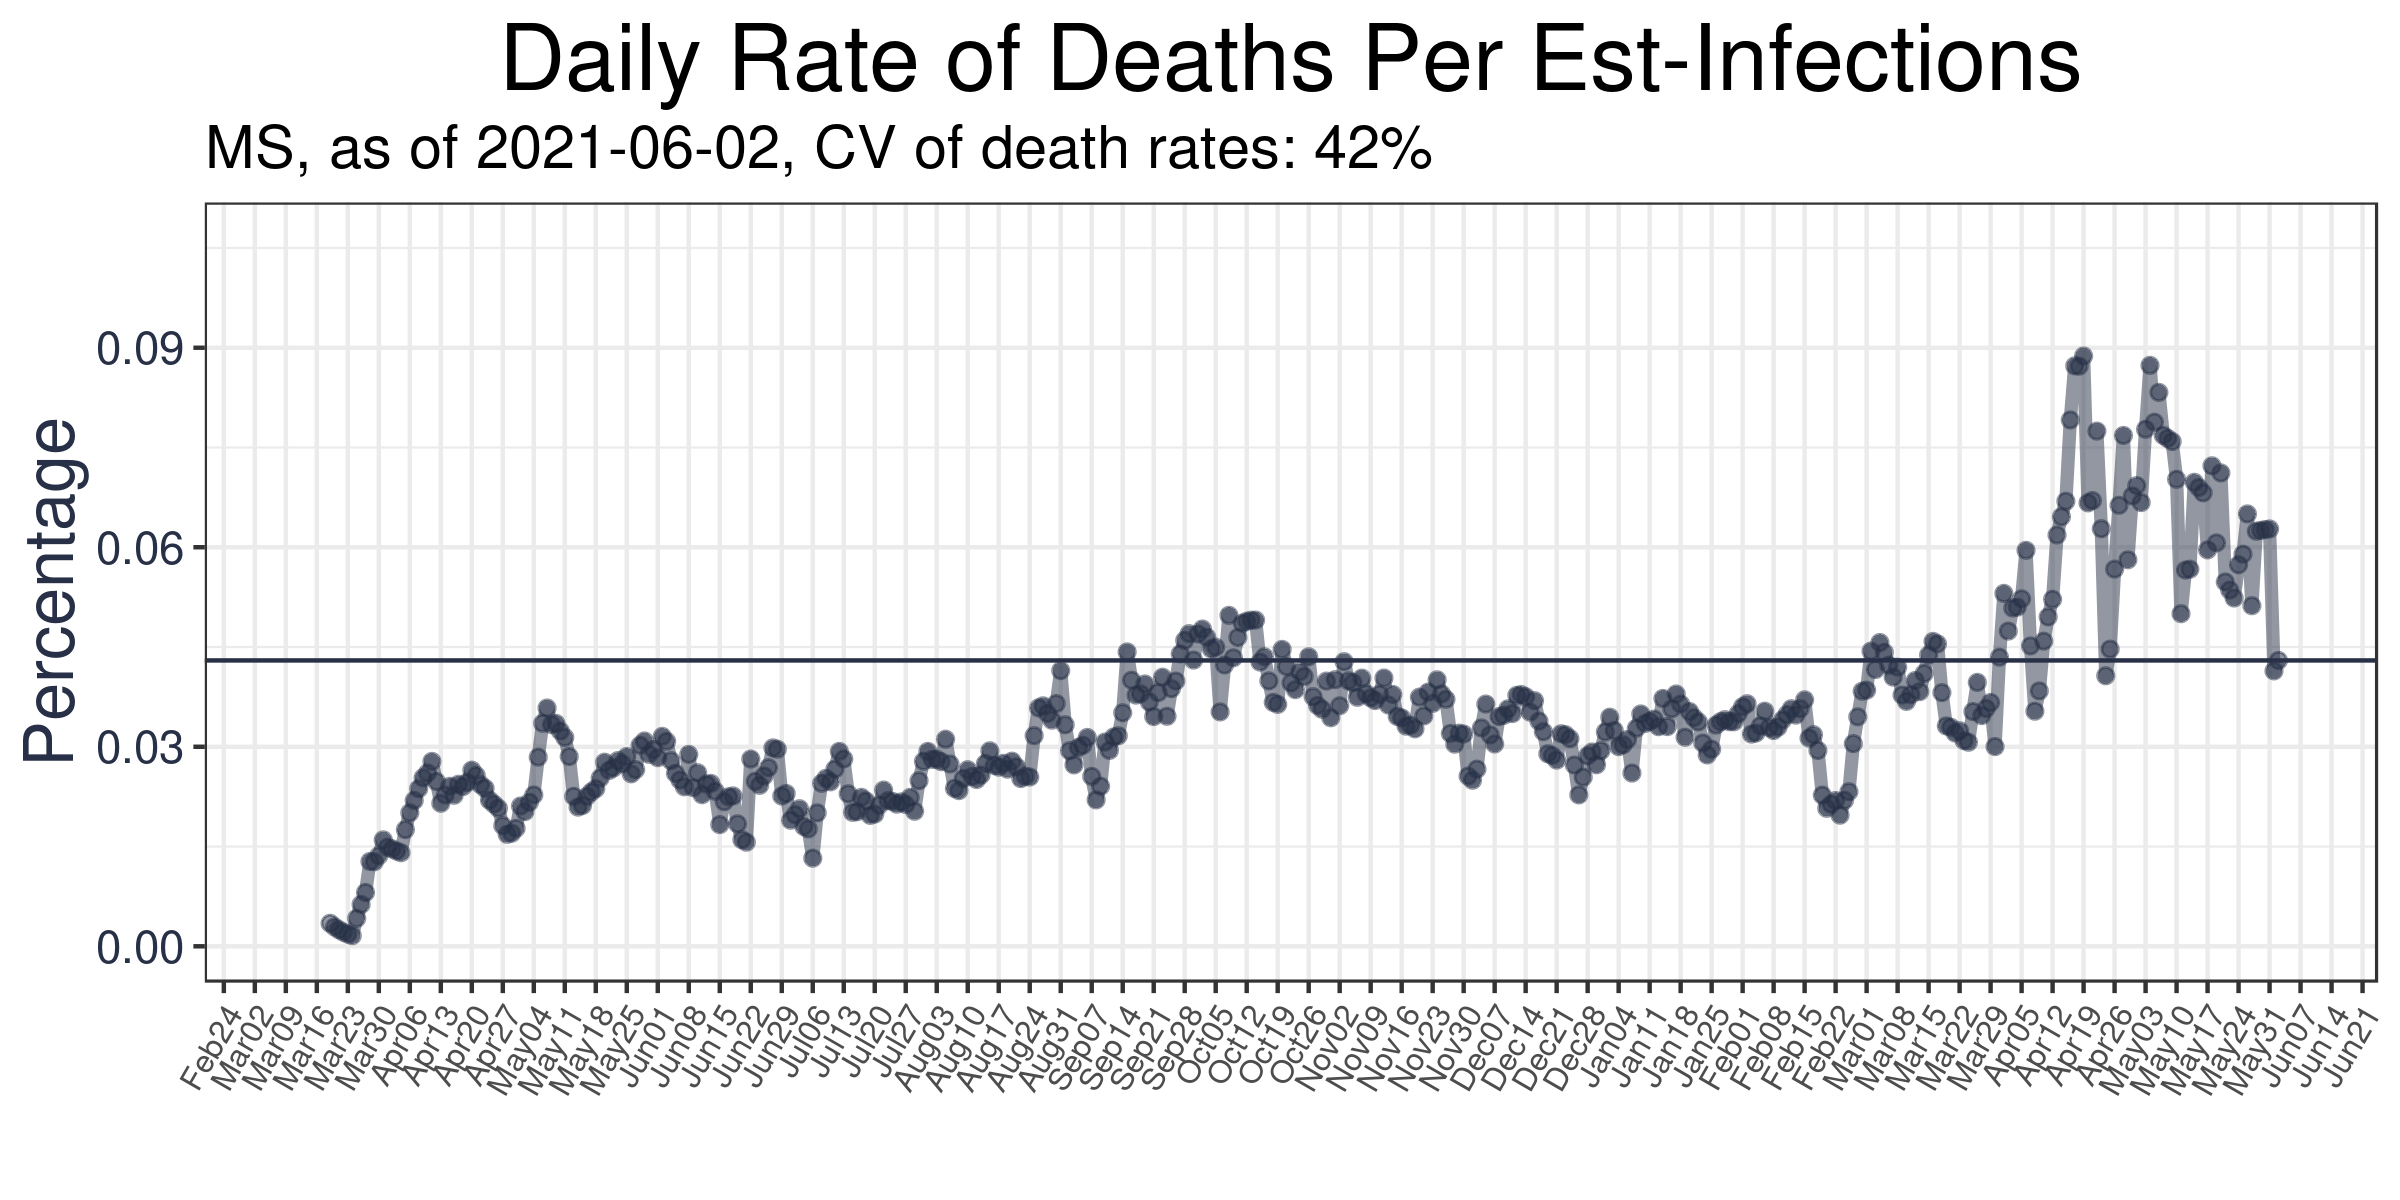 Daily Rate of Deaths Per Est-Infections
MS, as of 2021-06-02, CV of death rates: 42%
Percentage
0.09
0.06
0.03
0.00
Feb24
Mar02
Mar09
Mar16
Mar23
Mar30
Apr06
Apr13
Apr20
Apr27
May04
May11
May18
May25
Jun01
Jun08
Jun15
Jun22
Jun29
Jul06
Jul13
Jul20
Jul27
Aug03
Aug10
Aug17
Aug24
Aug31
Sep07
Sep14
Sep21
Sep28
Oct05
Oct12
Oct19
Oct26
Nov02
Nov09
Nov16
Nov23
Nov30
Dec07
Dec14
Dec21
Dec28
Jan04
Jan11
Jan18
Jan25
Feb01
Feb08
Feb15
Feb22
Mar01
Mar08
Mar15
Mar22
Mar29
Apr05
Apr12
Apr19
Apr26
May03
May10
May17
May24
May31
Jun07
Jun14
Jun21